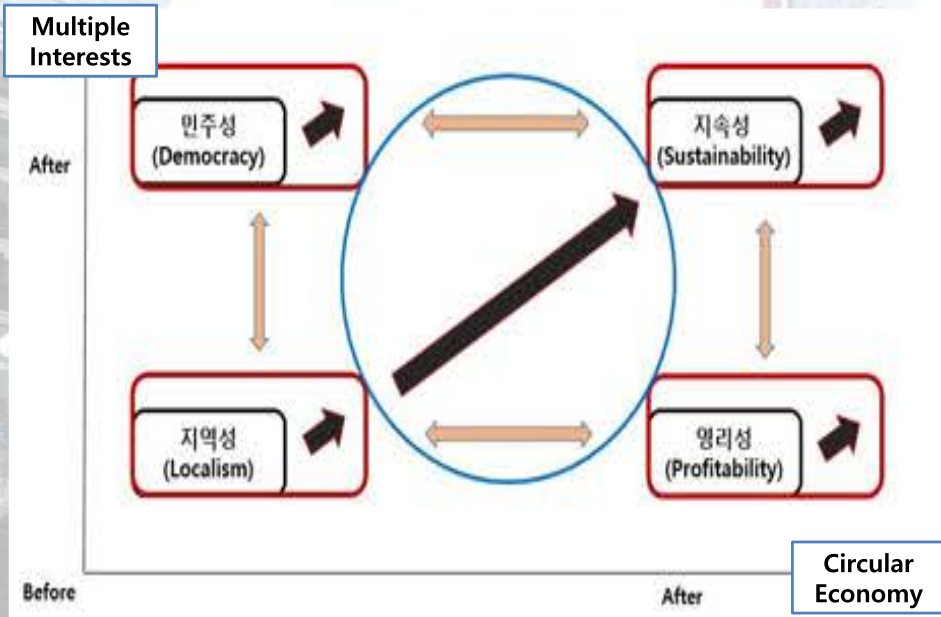 Multiple
Interests
민주성
(Democracy)
지속성
(Sustainability)
After
지역성
(Localism)
영리성
(Profitability)
Before
After
Circular
Economy